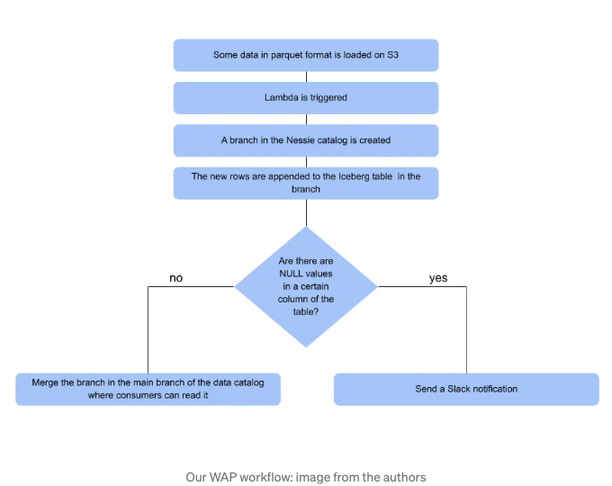 Some data in parquet format is loaded on S3
Lambda is triggered
A branch in the Nessie catalog is created
The new rows are appended to the Iceberg table in the
branch
Are there are
NULL values
in a certain
column of the
table?
no
yes
Merge the branch in the main branch of the data catalog
where consumers can read it
Send a Slack notification
Our WAP workflow: image from the authors